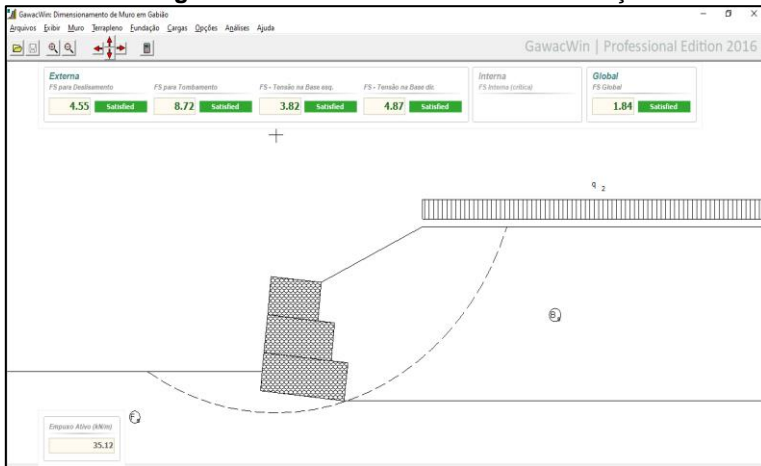 GawacWin: Dimensionamento de Muro em Gabião
Arquivos Exibir Muro Terrapleno Fundação Cargas Opções Análises Ajuda
GawacWin | Professional Edition 2016
Externa Interna Global
FS para Deslisamento FS para Tombamento FS - Tensão na Base esq. FS - Tensão na Base dir. FS Interna (crítica) FS Global
4.55 Satisfied 8.72 Satisfied 3.82 Satisfied 4.87 Satisfied 1.84 Satisfied
q 2
B
F
Empuxo Ativo (kN/m)
35.12